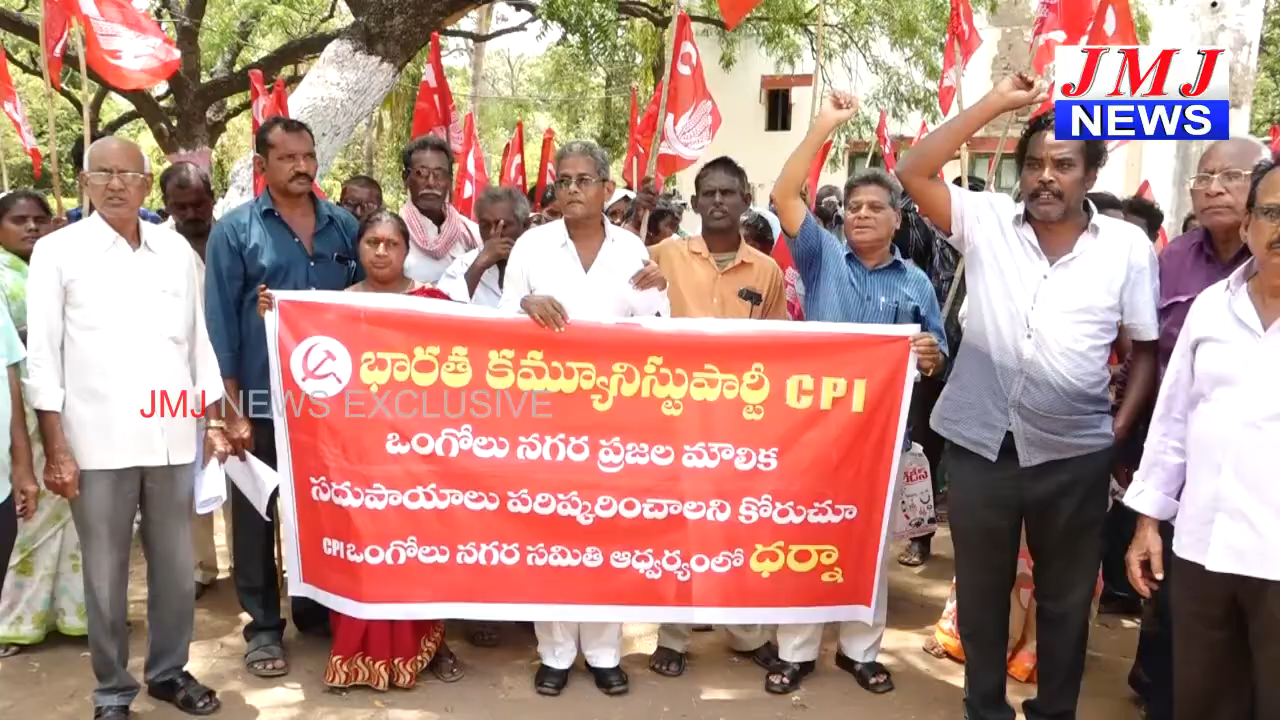 JMJ
NEWS
భారత కమ్యూనిస్టుపార్టీ CPI
JMJ NEWS EXCLUSIVE
ఒంగోలు నగర ప్రజల మౌలిక
సదుపాయాలు పరిష్కరించాలని కోరుచూ
CPI ఒంగోలు నగర సమితి ఆధ్వర్యంలో ధర్నా